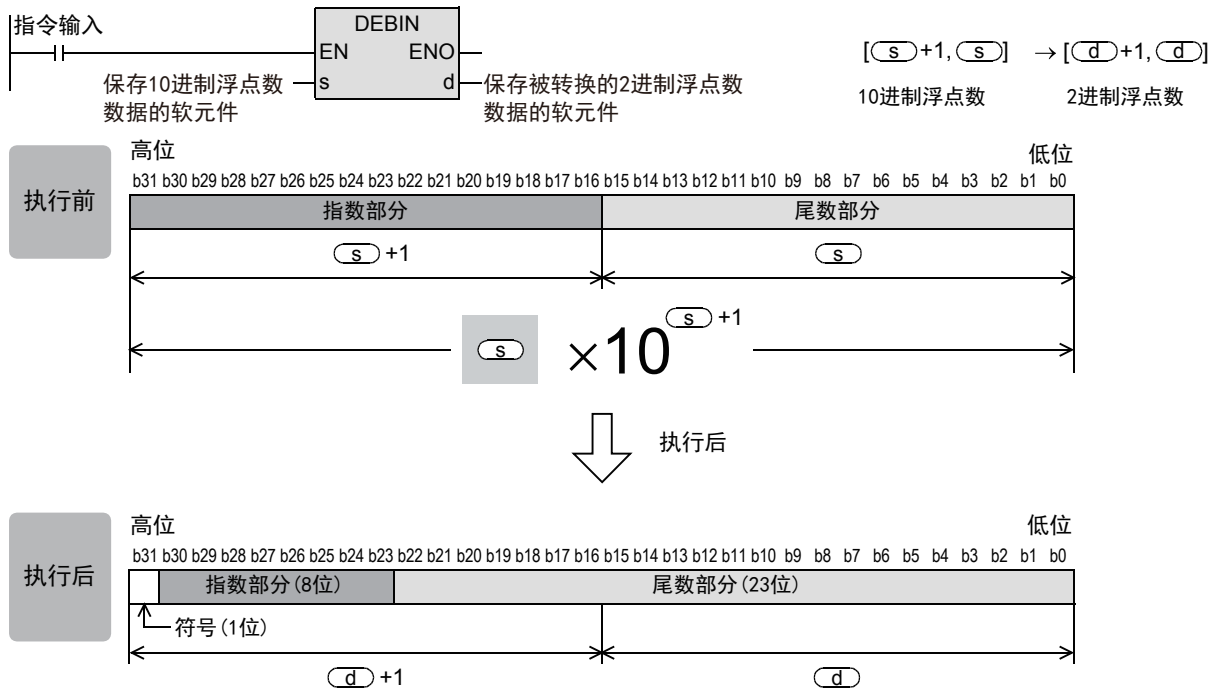 指令输入
DEBIN
EN ENO
s d
保存10进制浮点数
数据的软元件
保存被转换的2进制浮点数
数据的软元件
[s+1, s] → [d+1, d]
10进制浮点数 2进制浮点数
执行前
高位 低位
b31 b30 b29 b28 b27 b26 b25 b24 b23 b22 b21 b20 b19 b18 b17 b16 b15 b14 b13 b12 b11 b10 b9 b8 b7 b6 b5 b4 b3 b2 b1 b0
指数部分 尾数部分
s +1 s
s ×10 s +1
执行后
执行后
高位 低位
b31 b30 b29 b28 b27 b26 b25 b24 b23 b22 b21 b20 b19 b18 b17 b16 b15 b14 b13 b12 b11 b10 b9 b8 b7 b6 b5 b4 b3 b2 b1 b0
指数部分(8位) 尾数部分(23位)
符号(1位)
d +1 d